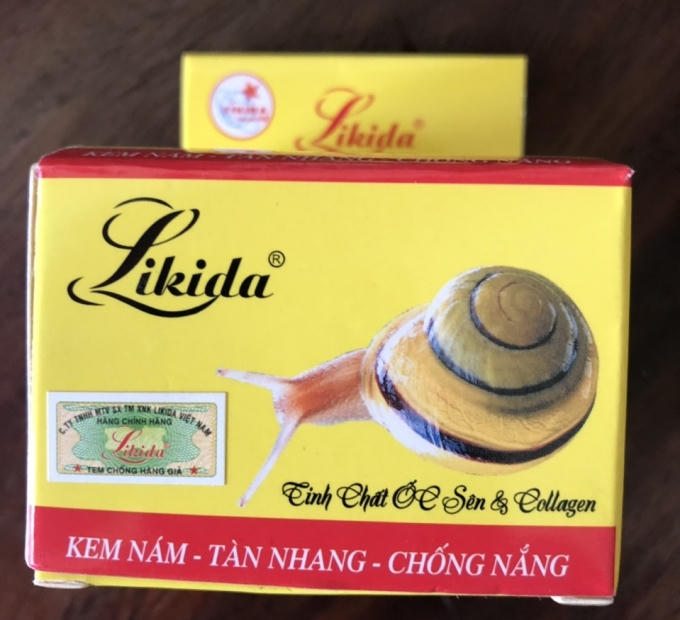 Likida®
KEM NÁM - TÀN NHANG - CHỐNG NẮNG
Likida®
C.TY TNHH MTV SX TM XNK LIKIDA VIỆT NAM
HÀNG CHÍNH HÃNG
Likida®
TEM CHỐNG HÀNG GIẢ
Tinh Chất ỐC Sên & Collagen
KEM NÁM - TÀN NHANG - CHỐNG NẮNG